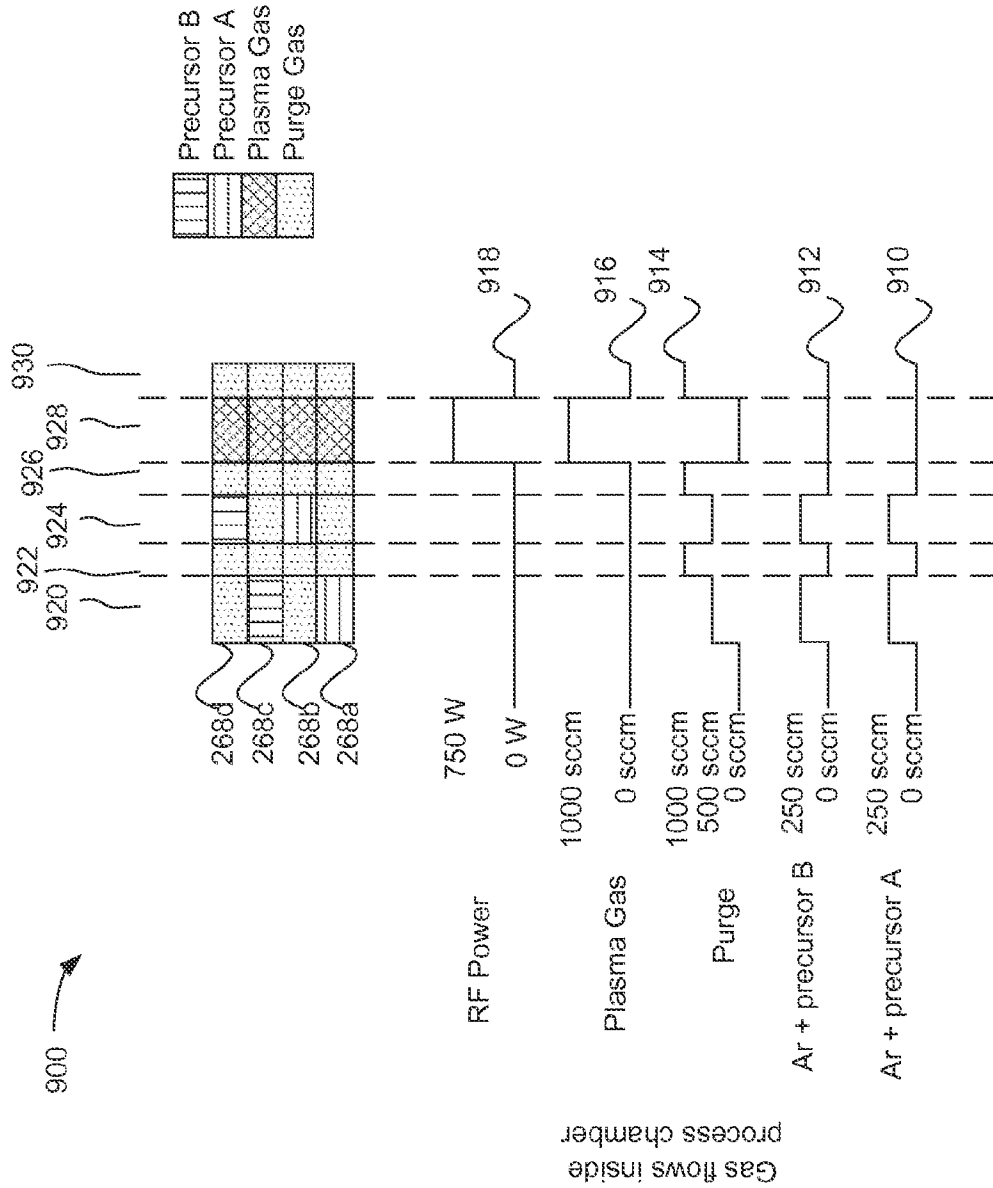 900
Precursor B
Precursor A
Plasma Gas
Purge Gas
920
922
924
926
928
930
268d
268c
268b
268a
RF Power
750 W
0 W
918
Plasma Gas
1000 sccm
0 sccm
916
Purge
1000 sccm
500 sccm
0 sccm
914
Ar + precursor B
250 sccm
0 sccm
912
Ar + precursor A
250 sccm
0 sccm
910
Gas flows inside
process chamber